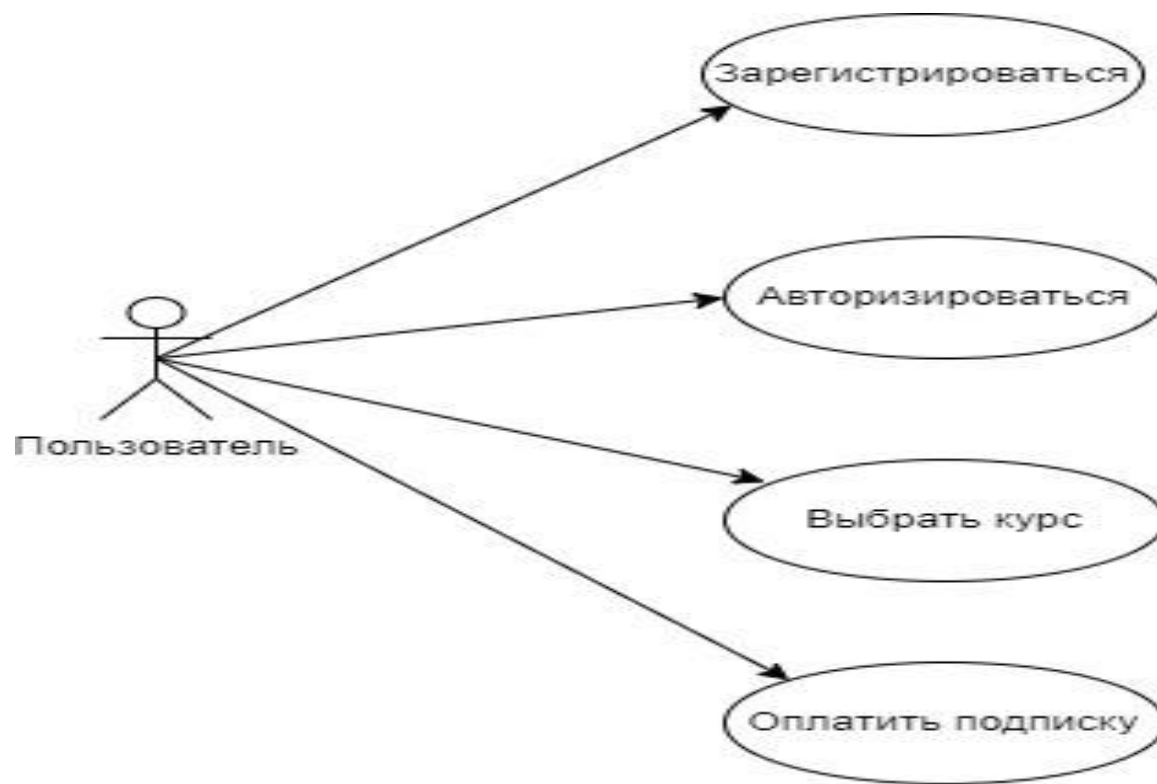 Зарегистрироваться
Авторизироваться
Пользователь
Выбрать курс
Оплатить подписку